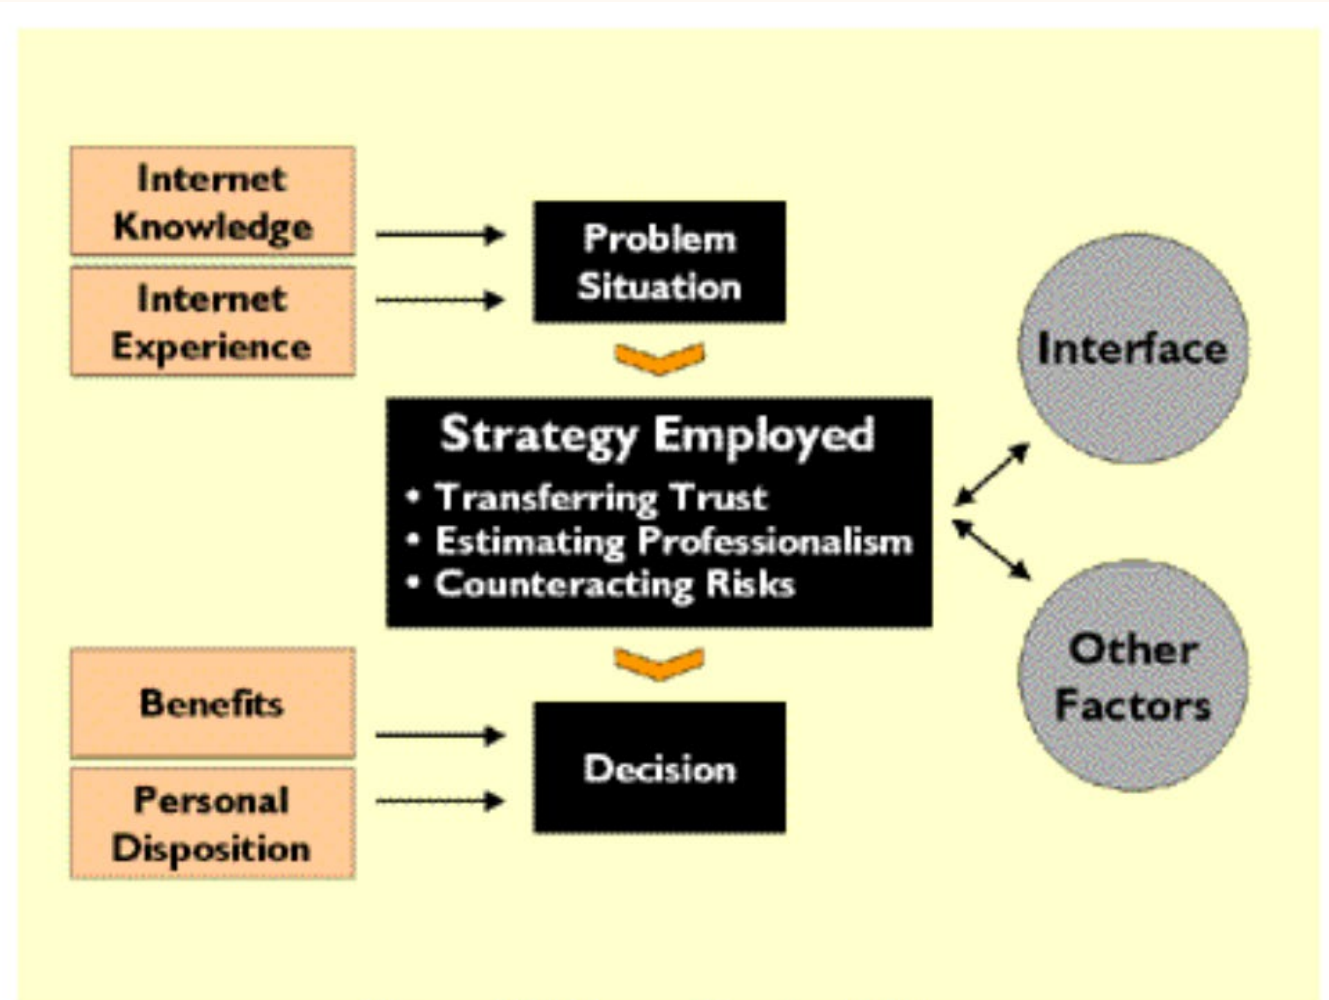 Internet
Knowledge
Internet
Experience
Problem
Situation
Interface
Strategy Employed
• Transferring Trust
• Estimating Professionalism
• Counteracting Risks
Other
Factors
Benefits
Personal
Disposition
Decision